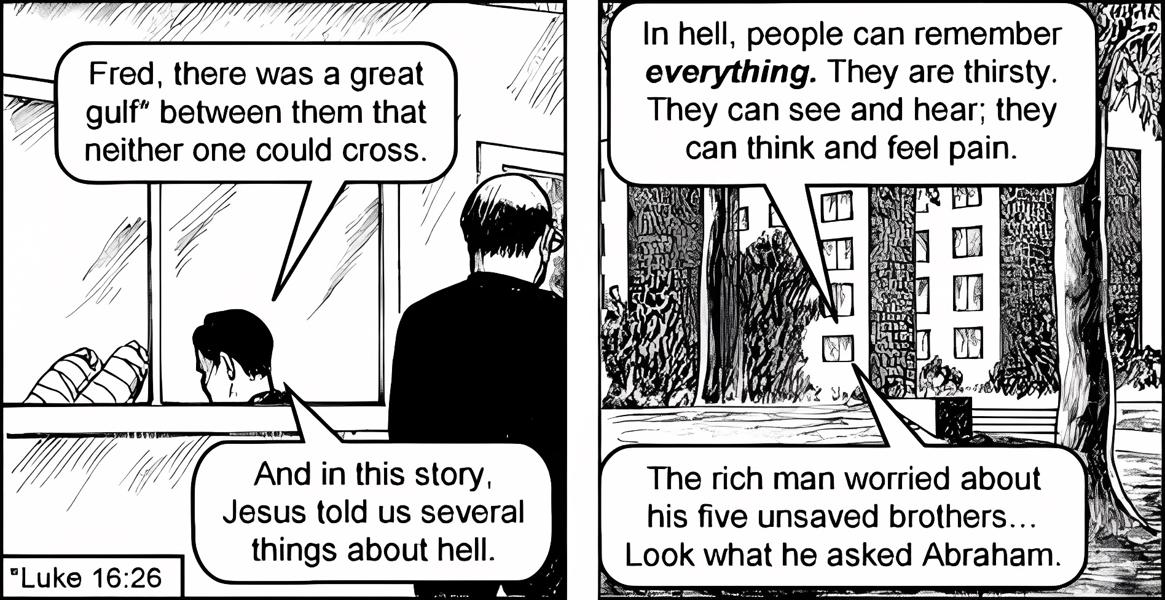 Fred, there was a great
gulf" between them that
neither one could cross.
And in this story,
Jesus told us several
things about hell.
"Luke 16:26
In hell, people can remember
everything. They are thirsty.
They can see and hear; they
can think and feel pain.
The rich man worried about
his five unsaved brothers...
Look what he asked Abraham.